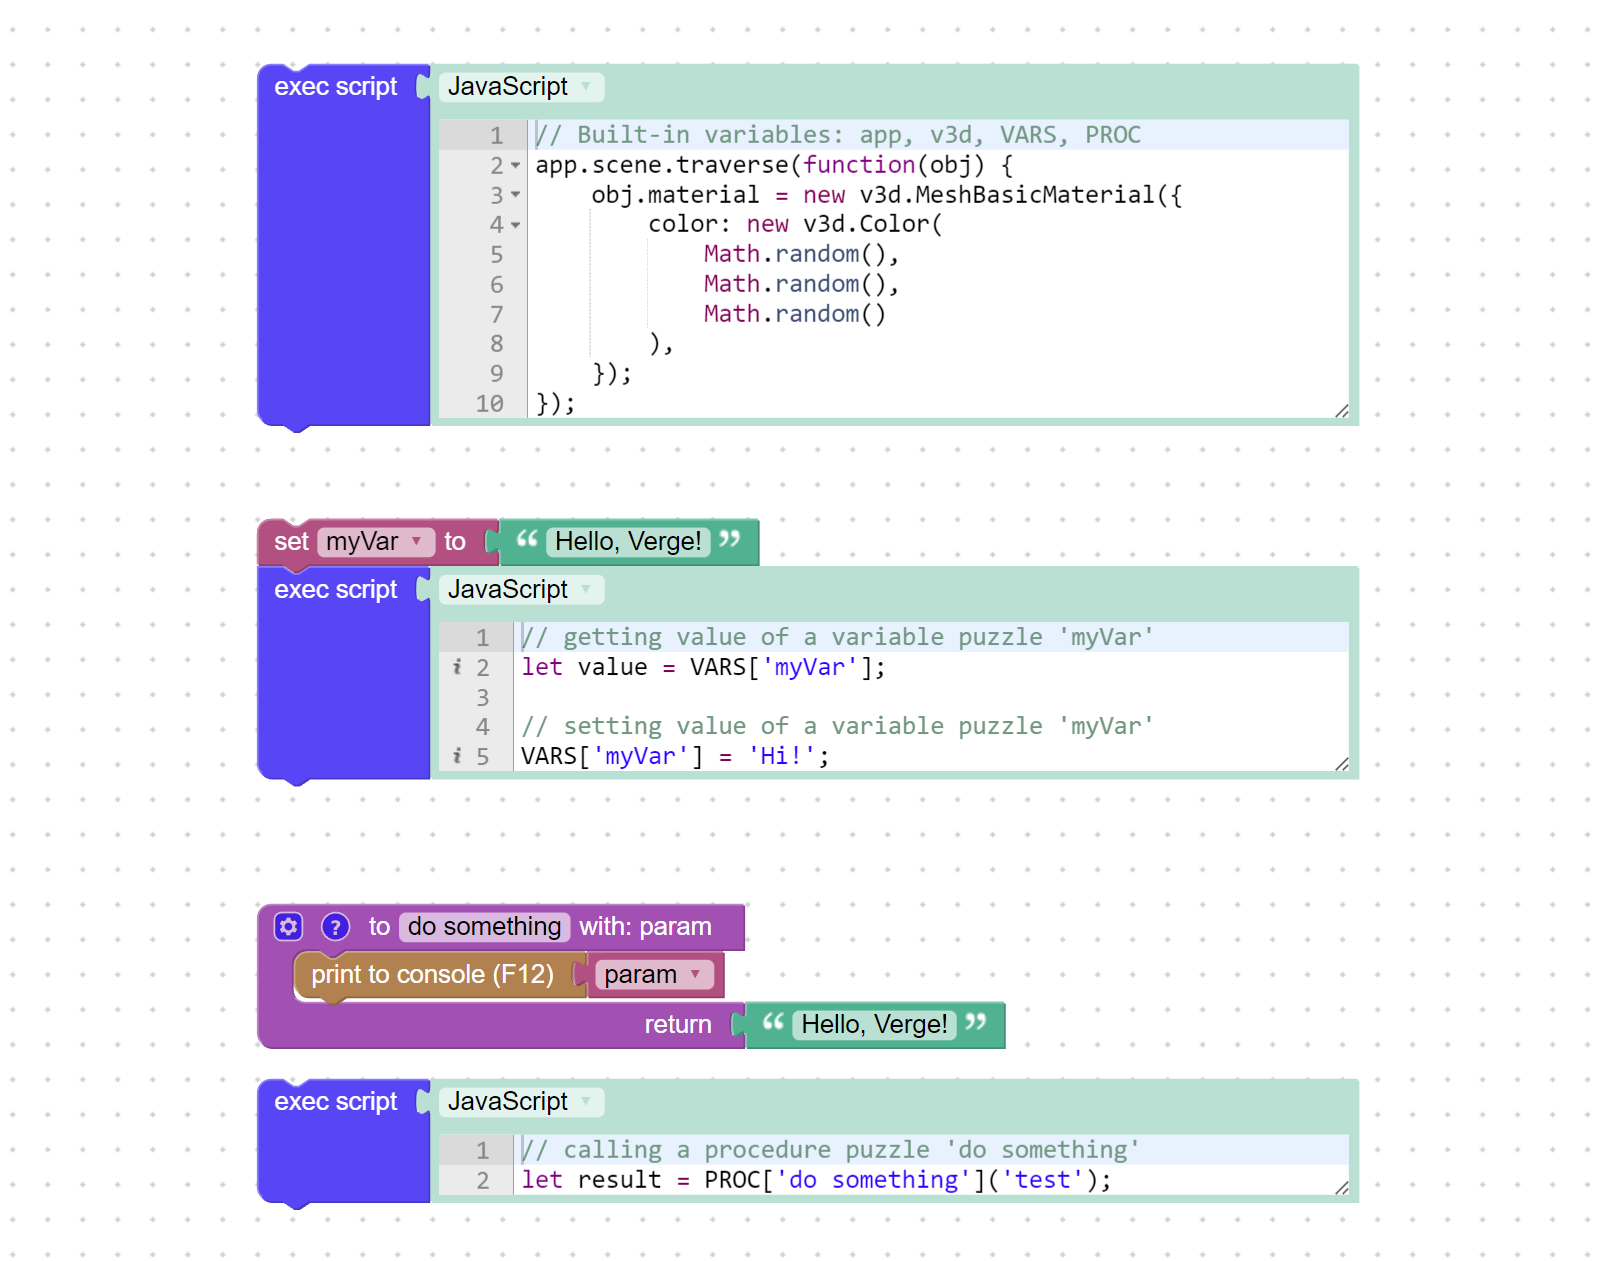 exec script JavaScript
1 // Built-in variables: app, v3d, VARS, PROC
2 app.scene.traverse(function(obj) {
3     obj.material = new v3d.MeshBasicMaterial({
4         color: new v3d.Color(
5             Math.random(),
6             Math.random(),
7             Math.random()
8         ),
9     });
10 });
set myVar to “ Hello, Verge! ”
exec script JavaScript
1 // getting value of a variable puzzle 'myVar'
i 2 let value = VARS['myVar'];
3
4 // setting value of a variable puzzle 'myVar'
i 5 VARS['myVar'] = 'Hi!';
? to do something with: param
print to console (F12) param
return “ Hello, Verge! ”
exec script JavaScript
1 // calling a procedure puzzle 'do something'
2 let result = PROC['do something']('test');